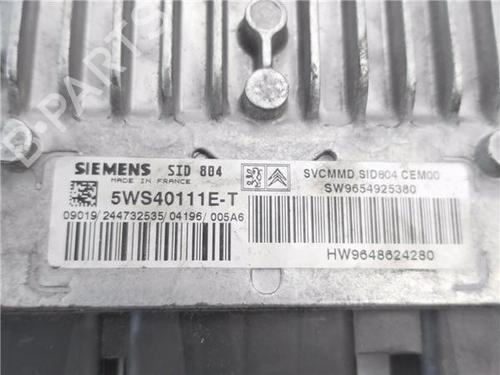 B-PARTS
SIEMENS SID 804
MADE IN FRANCE
5WS40111E-T
09019/244732535/04196/005A6
SVCMMD,SID804 CEM00
SW9654925380
HW9648624280